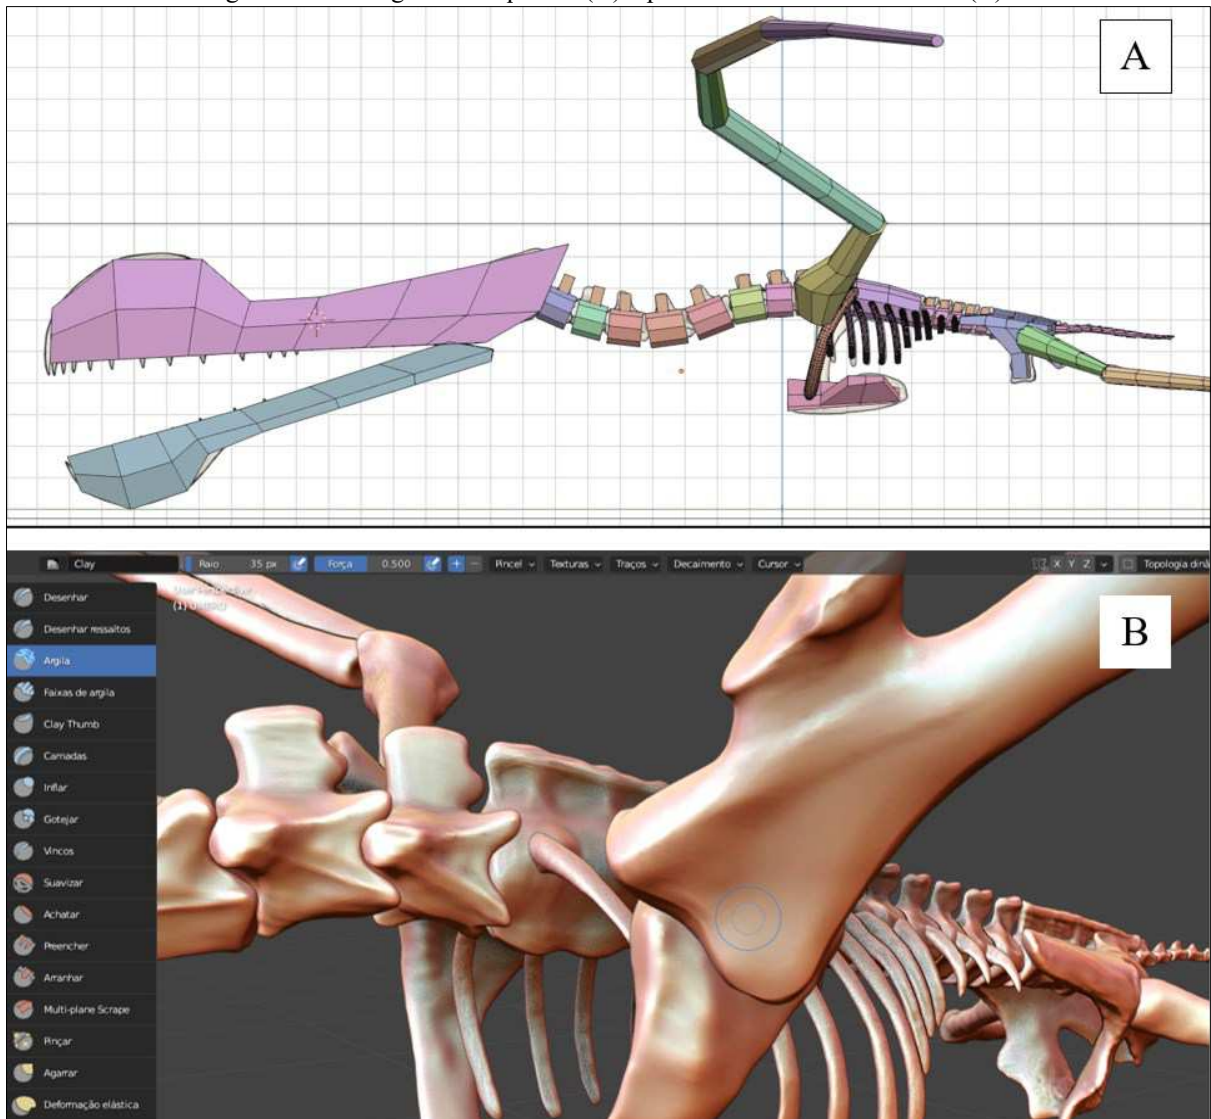 A
Clay Raio 35 px Força 0.500 Pincel Texturas Traços Decaimento Cursor X Y Z Topologia dinâ
Desenhar
Desenhar ressaltos
Argila
Faixas de argila
Clay Thumb
Camadas
Inflar
Gotejar
Vincos
Suavizar
Achatar
Preencher
Arranhar
Multi-plane Scrape
Pinçar
Agarrar
Deformação elástica
B